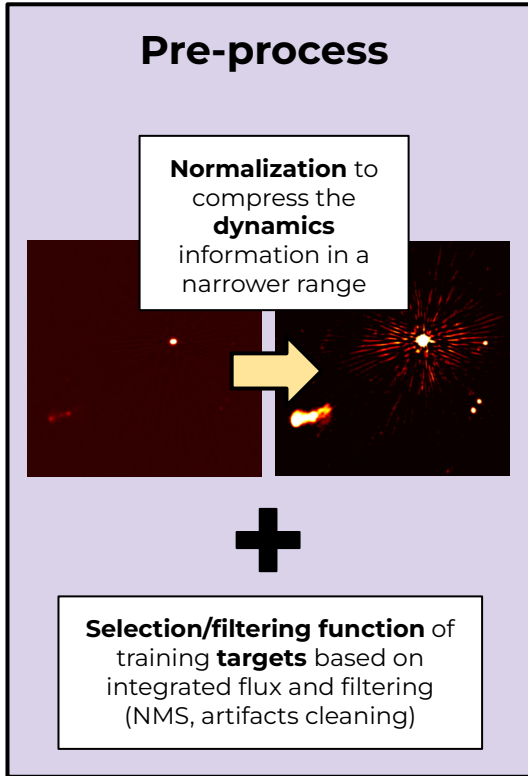 Pre-process
Normalization to
compress the
dynamics
information in a
narrower range
Selection/filtering function of
training targets based on
integrated flux and filtering
(NMS, artifacts cleaning)